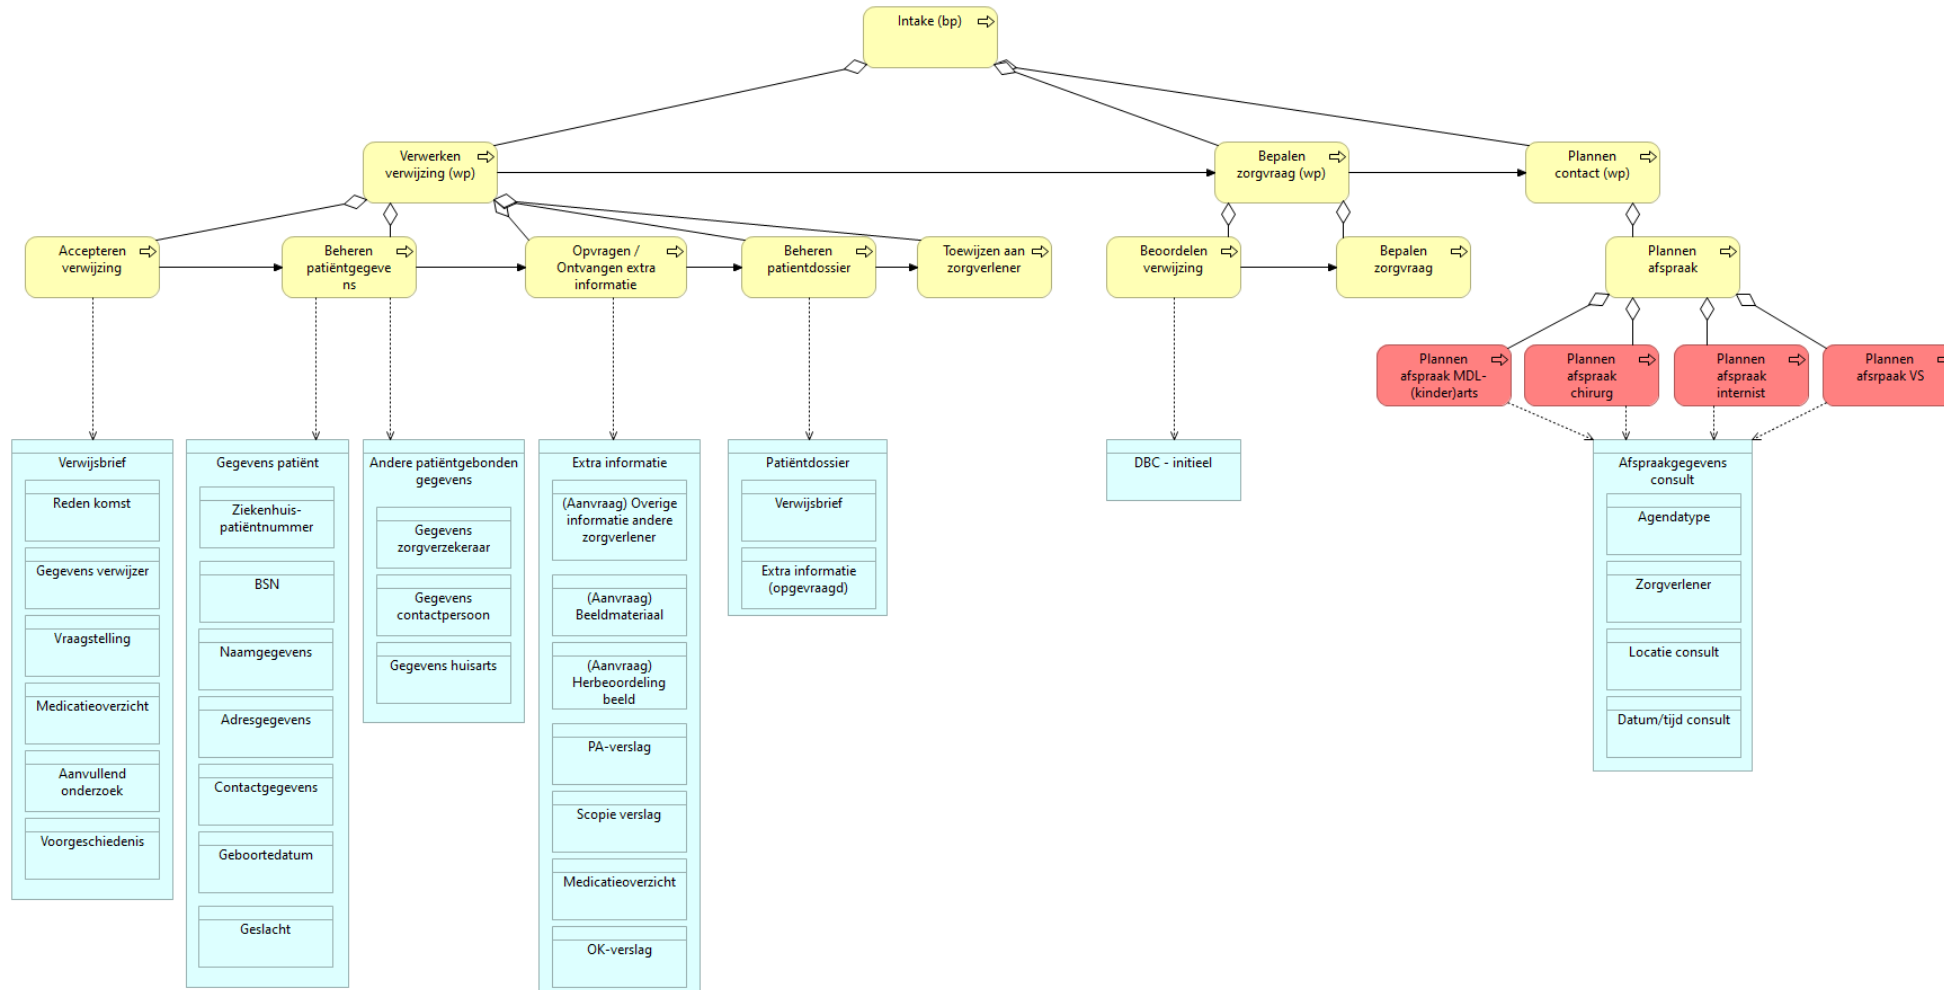 Intake (bp)
Verwerken
verwijzing (wp)
Bepalen
zorgvraag (wp)
Plannen
contact (wp)
Accepteren
verwijzing
Beheren
patiëntgegeve
ns
Opvragen /
Ontvangen extra
informatie
Beheren
patientdossier
Toewijzen aan
zorgverlener
Beoordelen
verwijzing
Bepalen
zorgvraag
Plannen
afspraak
Plannen
afspraak MDL-
(kinder)arts
Plannen
afspraak
chirurg
Plannen
afspraak
internist
Plannen
afsrpaak VS
Verwijsbrief
Reden komst
Gegevens verwijzer
Vraagstelling
Medicatieoverzicht
Aanvullend
onderzoek
Voorgeschiedenis
Gegevens patiënt
Ziekenhuis-
patiëntnummer
BSN
Naamgegevens
Adresgegevens
Contactgegevens
Geboortedatum
Geslacht
Andere patiëntgebonden
gegevens
Gegevens
zorgverzekeraar
Gegevens
contactpersoon
Gegevens huisarts
Extra informatie
(Aanvraag) Overige
informatie andere
zorgverlener
(Aanvraag)
Beeldmateriaal
(Aanvraag)
Herbeoordeling
beeld
PA-verslag
Scopie verslag
Medicatieoverzicht
OK-verslag
Patiëntdossier
Verwijsbrief
Extra informatie
(opgevraagd)
DBC - initieel
Afspraakgegevens
consult
Agendatype
Zorgverlener
Locatie consult
Datum/tijd consult